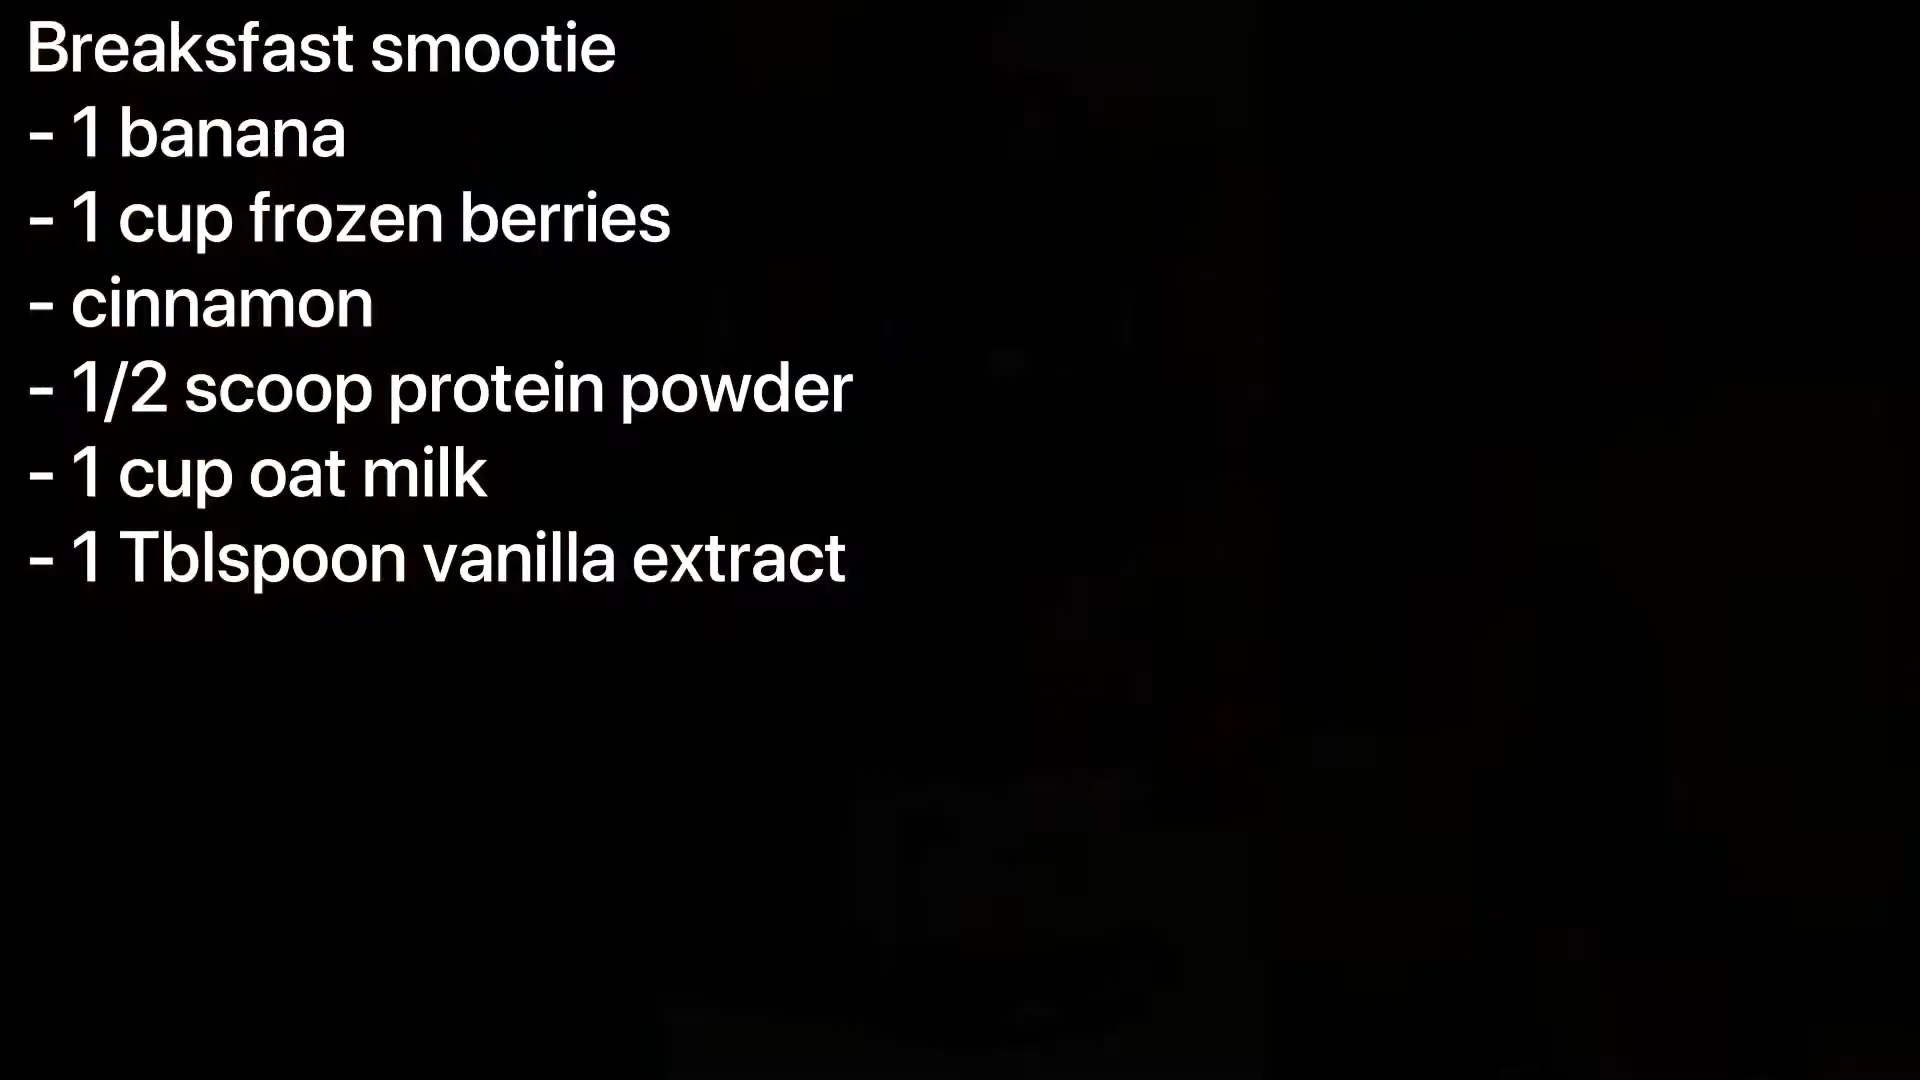 Breaksfast smootie
- 1 banana
- 1 cup frozen berries
- cinnamon
- 1/2 scoop protein powder
- 1 cup oat milk
- 1 Tblspoon vanilla extract